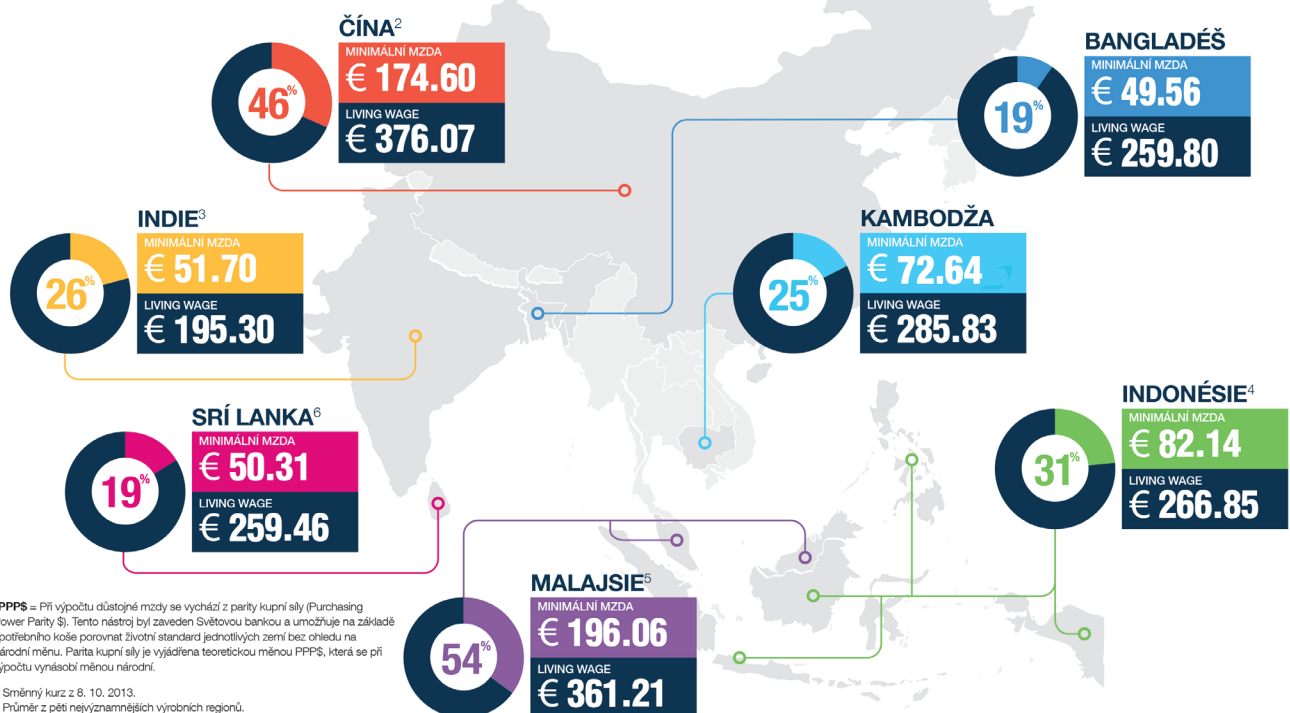 ČÍNA²
MINIMÁLNÍ MZDA
€ 174.60
LIVING WAGE
€ 376.07
46%
BANGLADÉŠ
MINIMÁLNÍ MZDA
€ 49.56
LIVING WAGE
€ 259.80
19%
INDIE³
MINIMÁLNÍ MZDA
€ 51.70
LIVING WAGE
€ 195.30
26%
KAMBODŽA
MINIMÁLNÍ MZDA
€ 72.64
LIVING WAGE
€ 285.83
25%
SRÍ LANKA⁶
MINIMÁLNÍ MZDA
€ 50.31
LIVING WAGE
€ 259.46
19%
INDONÉSIE⁴
MINIMÁLNÍ MZDA
€ 82.14
LIVING WAGE
€ 266.85
31%
MALAJSIE⁵
MINIMÁLNÍ MZDA
€ 196.06
LIVING WAGE
€ 361.21
54%
PPP$ = Při výpočtu důstojné mzdy se vychází z parity kupní síly (Purchasing
ower Parity $). Tento nástroj byl zaveden Světovou bankou a umožňuje na základě
potřebního koše porovnat životní standard jednotlivých zemí bez ohledu na
árodní měnu. Parita kupní síly je vyjádřena teoretickou měnou PPP$, která se při
ýpočtu vynásobí měnou národní.
Směnný kurz z 8. 10. 2013.
Průměr z pěti nejvýznamnějších výrobních regionů.